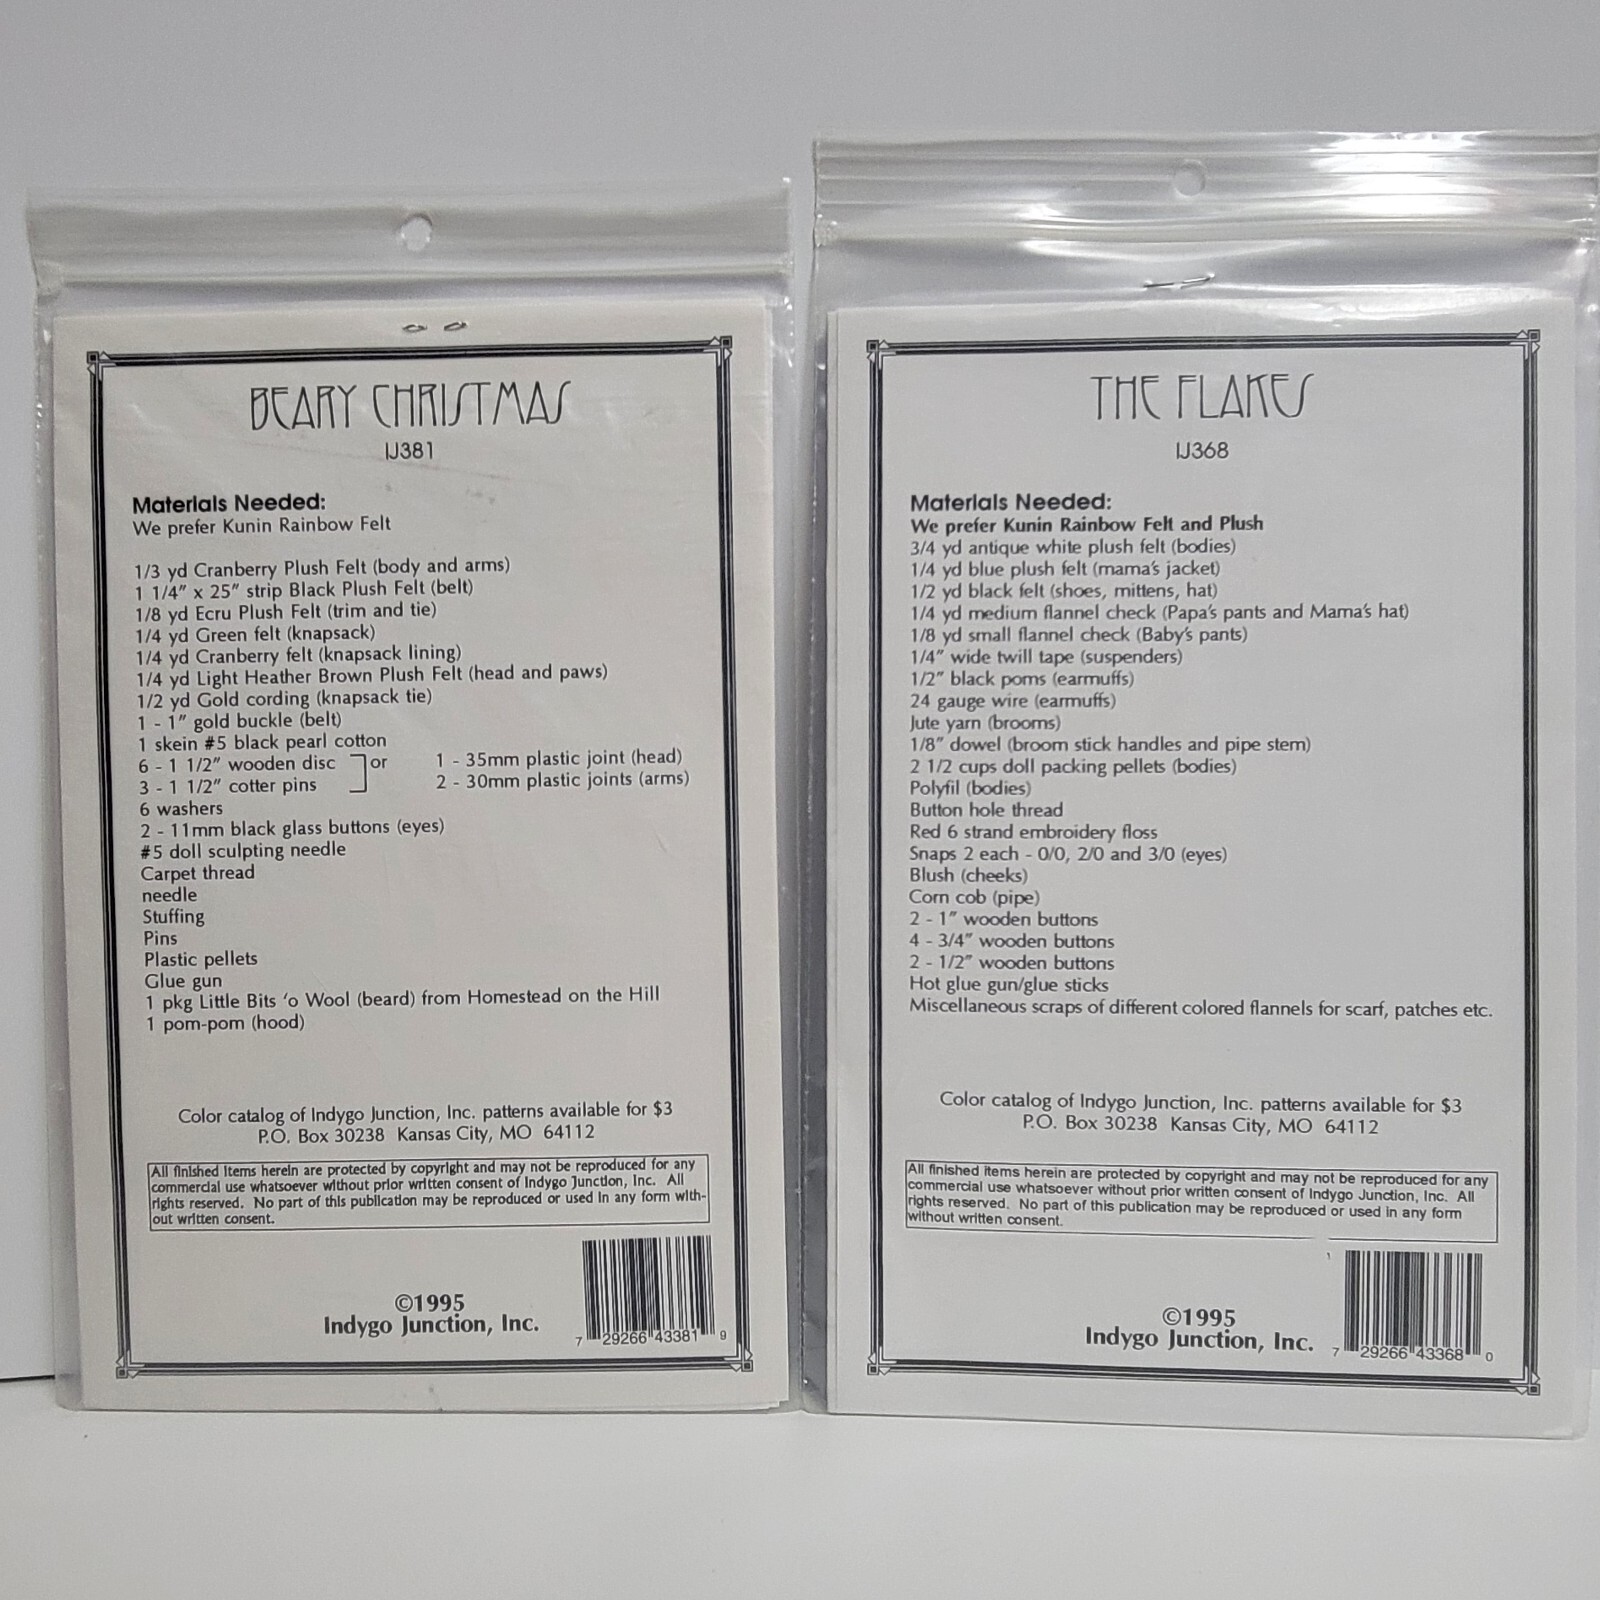 BEARY CHRISTMAS
IJ381
Materials Needed:
We prefer Kunin Rainbow Felt
1/3 yd Cranberry Plush Felt (body and arms)
1 1/4" x 25" strip Black Plush Felt (belt)
1/8 yd Ecru Plush Felt (trim and tie)
1/4 yd Green felt (knapsack)
1/4 yd Cranberry felt (knapsack lining)
1/4 yd Light Heather Brown Plush Felt (head and paws)
1/2 yd Gold cording (knapsack tie)
1 - 1" gold buckle (belt)
1 skein #5 black pearl cotton
6 - 1 1/2" wooden disc or 1 - 35mm plastic joint (head)
3 - 1 1/2" cotter pins 2 - 30mm plastic joints (arms)
6 washers
2 - 11mm black glass buttons (eyes)
#5 doll sculpting needle
Carpet thread
needle
Stuffing
Pins
Plastic pellets
Glue gun
1 pkg Little Bits 'o Wool (beard) from Homestead on the Hill
1 pom-pom (hood)
Color catalog of Indygo Junction, Inc. patterns available for $3
P.O. Box 30238 Kansas City, MO 64112
All finished items herein are protected by copyright and may not be reproduced for any
commercial use whatsoever without prior written consent of Indygo Junction, Inc. All
rights reserved. No part of this publication may be reproduced or used in any form with-
out written consent.
©1995
Indygo Junction, Inc.
7 29266 43381 9
THE FLAKES
IJ368
Materials Needed:
We prefer Kunin Rainbow Felt and Plush
3/4 yd antique white plush felt (bodies)
1/4 yd blue plush felt (mama's jacket)
1/2 yd black felt (shoes, mittens, hat)
1/4 yd medium flannel check (Papa's pants and Mama's hat)
1/8 yd small flannel check (Baby's pants)
1/4" wide twill tape (suspenders)
1/2" black poms (earmuffs)
24 gauge wire (earmuffs)
Jute yarn (brooms)
1/8" dowel (broom stick handles and pipe stem)
2 1/2 cups doll packing pellets (bodies)
Polyfil (bodies)
Button hole thread
Red 6 strand embroidery floss
Snaps 2 each - 0/0, 2/0 and 3/0 (eyes)
Blush (cheeks)
Corn cob (pipe)
2 - 1" wooden buttons
4 - 3/4" wooden buttons
2 - 1/2" wooden buttons
Hot glue gun/glue sticks
Miscellaneous scraps of different colored flannels for scarf, patches etc.
Color catalog of Indygo Junction, Inc. patterns available for $3
P.O. Box 30238 Kansas City, MO 64112
All finished items herein are protected by copyright and may not be reproduced for any
commercial use whatsoever without prior written consent of Indygo Junction, Inc. All
rights reserved. No part of this publication may be reproduced or used in any form
without written consent.
©1995
Indygo Junction, Inc.
7 29266 43368 0